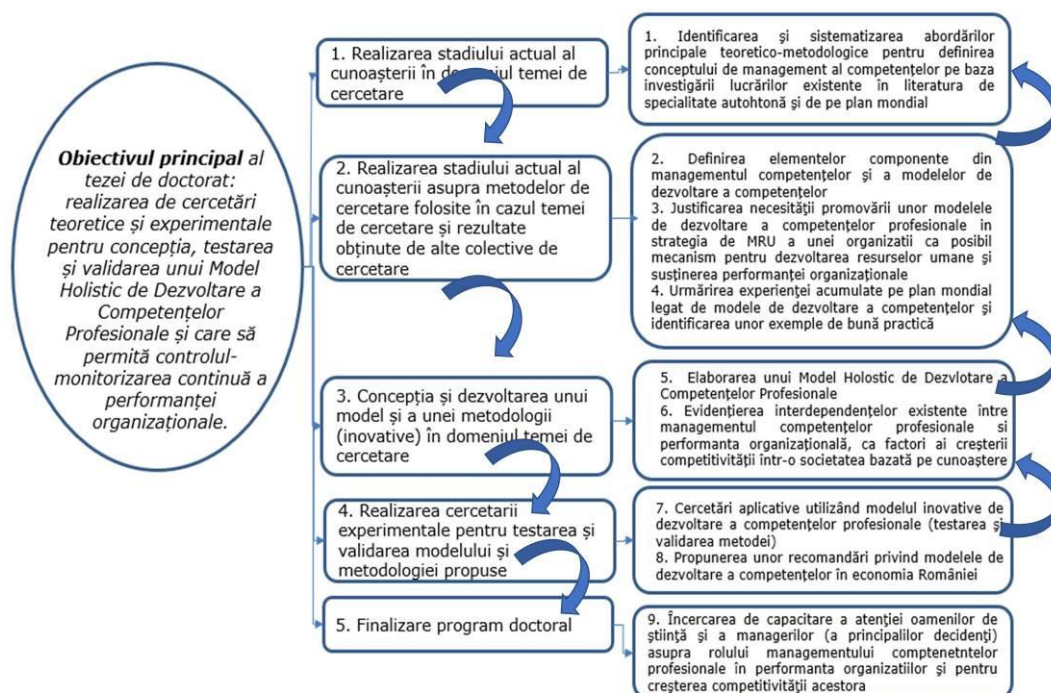 Obiectivul principal al
tezei de doctorat:
realizarea de cercetări
teoretice și experimentale
pentru concepția, testarea
și validarea unui Model
Holistic de Dezvoltare a
Competențelor
Profesionale și care să
permită controlul-
monitorizarea continuă a
performanței
organizaționale.
1. Realizarea stadiului actual al
cunoașterii în domeniul temei de
cercetare
1. Identificarea și sistematizarea abordărilor
principale teoretico-metodologice pentru definirea
conceptului de management al competențelor pe baza
investigării lucrărilor existente în literatura de
specialitate autohtonă și de pe plan mondial
2. Realizarea stadiului actual al
cunoașterii asupra metodelor de
cercetare folosite în cazul temei
de cercetare și rezultate
obținute de alte colective de
cercetare
2. Definirea elementelor componente din
managementul competențelor și a modelelor de
dezvoltare a competențelor
3. Justificarea necesității promovării unor modelele
de dezvoltare a competențelor profesionale in
strategia de MRU a unei organizatii ca posibil
mecanism pentru dezvoltarea resurselor umane și
susținerea performanței organizaționale
4. Urmărirea experienței acumulate pe plan mondial
legat de modele de dezvoltare a competențelor și
identificarea unor exemple de bună practică
3. Concepția și dezvoltarea unui
model și a unei metodologii
(inovative) în domeniul temei de
cercetare
5. Elaborarea unui Model Holostic de Dezvlotare a
Competențelor Profesionale
6. Evidențierea interdependențelor existente între
managementul competențelor profesionale si
performanta organizațională, ca factori ai creșterii
competitivității într-o societatea bazată pe cunoaștere
4. Realizarea cercetarii
experimentale pentru testarea și
validarea modelului și
metodologiei propuse
7. Cercetări aplicative utilizând modelul inovative de
dezvoltare a competențelor profesionale (testarea și
validarea metodei)
8. Propunerea unor recomandări privind modelele de
dezvoltare a competențelor în economia României
5. Finalizare program doctoral
9. Încercarea de capacitare a atenției oamenilor de
știință și a managerilor (a principalilor decidenți)
asupra rolului managementului comptenetntelor
profesionale în performanta organizatiilor și pentru
creșterea competitivității acestora